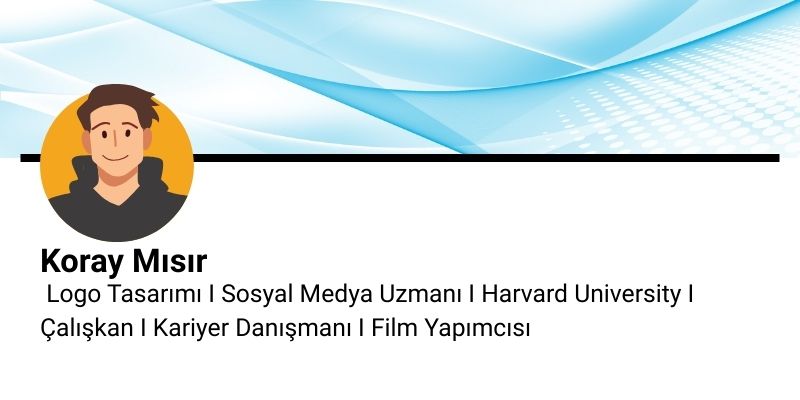 Koray Mısır
Logo Tasarımı I Sosyal Medya Uzmanı I Harvard University I
Çalışkan I Kariyer Danışmanı I Film Yapımcısı